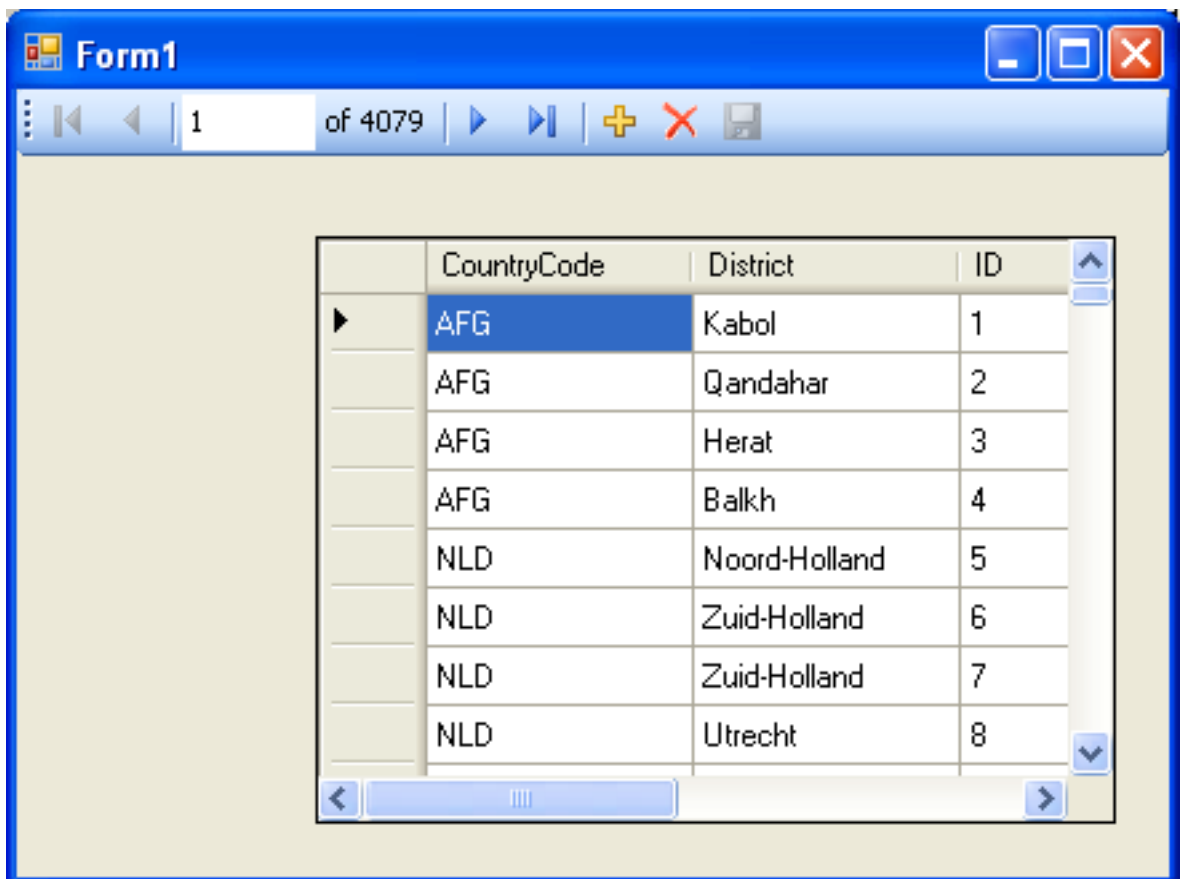 Form1
1 of 4079
CountryCode District ID
AFG Kabol 1
AFG Qandahar 2
AFG Herat 3
AFG Balkh 4
NLD Noord-Holland 5
NLD Zuid-Holland 6
NLD Zuid-Holland 7
NLD Utrecht 8